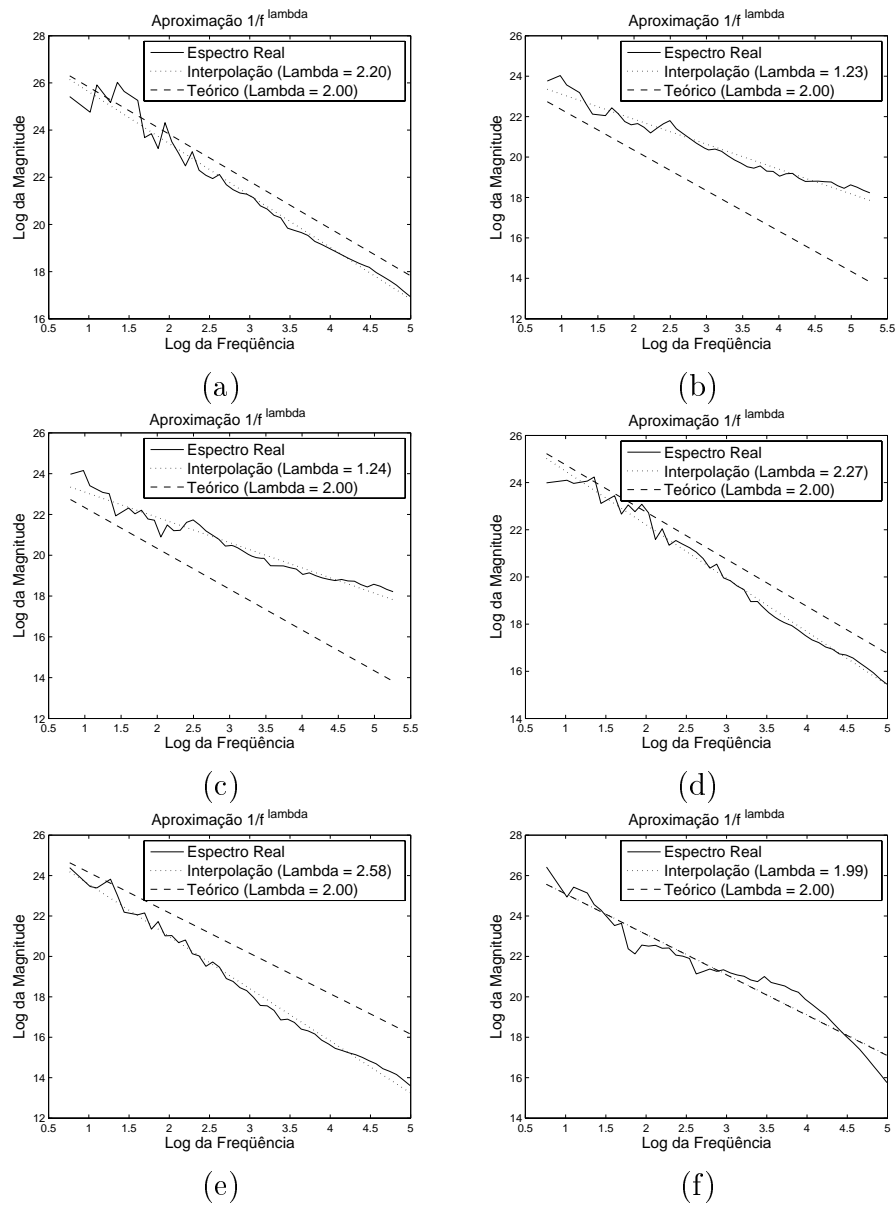 Aproximação 1/f lambda
28
26
24
22
20
18
16
Log da Magnitude
Espectro Real
Interpolação (Lambda = 2.20)
Teórico (Lambda = 2.00)
0.5 1 1.5 2 2.5 3 3.5 4 4.5 5
Log da Freqüência
(a)
Aproximação 1/f lambda
26
24
22
20
18
16
14
12
Log da Magnitude
Espectro Real
Interpolação (Lambda = 1.23)
Teórico (Lambda = 2.00)
0.5 1 1.5 2 2.5 3 3.5 4 4.5 5 5.5
Log da Freqüência
(b)
Aproximação 1/f lambda
26
24
22
20
18
16
14
12
Log da Magnitude
Espectro Real
Interpolação (Lambda = 1.24)
Teórico (Lambda = 2.00)
0.5 1 1.5 2 2.5 3 3.5 4 4.5 5 5.5
Log da Freqüência
(c)
Aproximação 1/f lambda
26
24
22
20
18
16
14
Log da Magnitude
Espectro Real
Interpolação (Lambda = 2.27)
Teórico (Lambda = 2.00)
0.5 1 1.5 2 2.5 3 3.5 4 4.5 5
Log da Freqüência
(d)
Aproximação 1/f lambda
26
24
22
20
18
16
14
12
Log da Magnitude
Espectro Real
Interpolação (Lambda = 2.58)
Teórico (Lambda = 2.00)
0.5 1 1.5 2 2.5 3 3.5 4 4.5 5
Log da Freqüência
(e)
Aproximação 1/f lambda
28
26
24
22
20
18
16
14
Log da Magnitude
Espectro Real
Interpolação (Lambda = 1.99)
Teórico (Lambda = 2.00)
0.5 1 1.5 2 2.5 3 3.5 4 4.5 5
Log da Freqüência
(f)